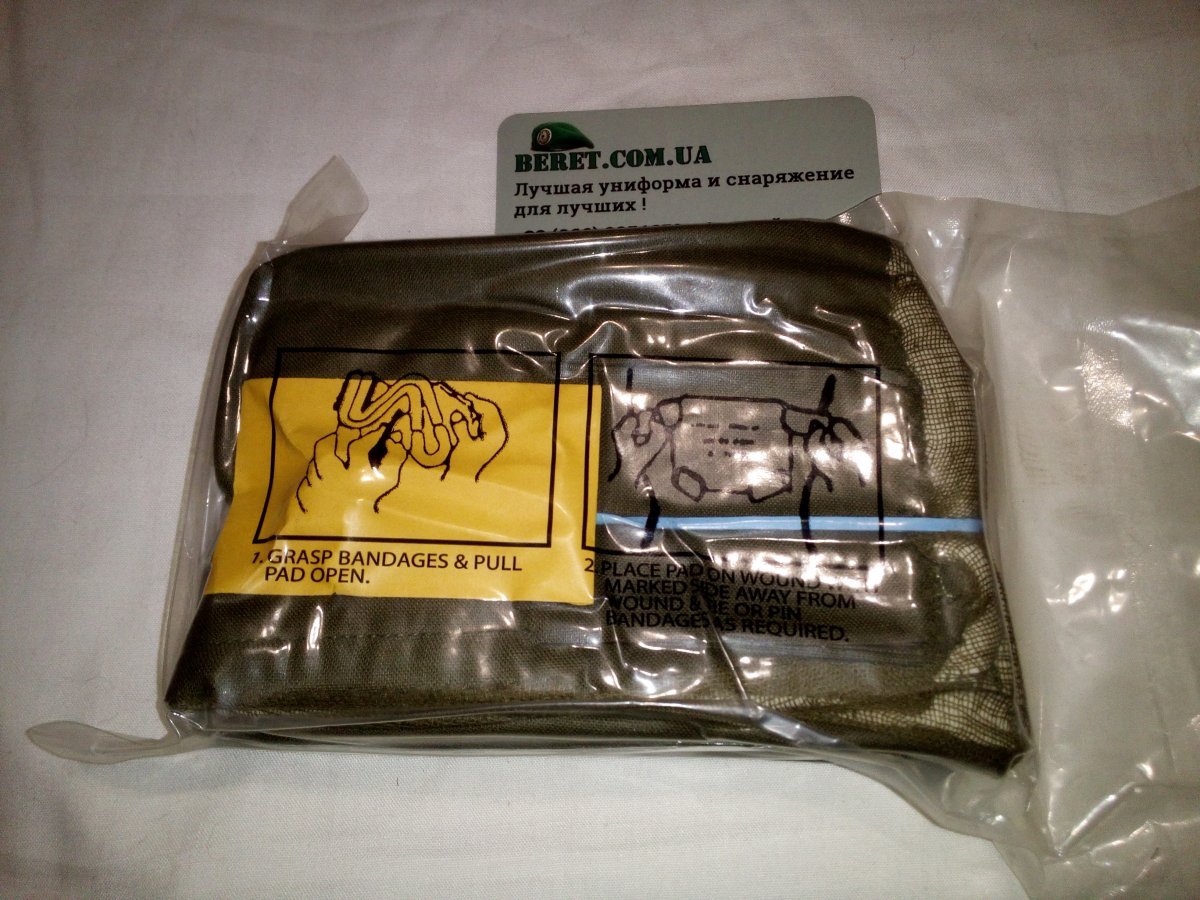 BERET.COM.UA
Лучшая униформа и снаряжение
для лучших !
1. GRASP BANDAGES & PULL
PAD OPEN.
2. PLACE PAD ON WOUND WITH
MARKED SIDE AWAY FROM
WOUND & TIE OR PIN
BANDAGES AS REQUIRED.